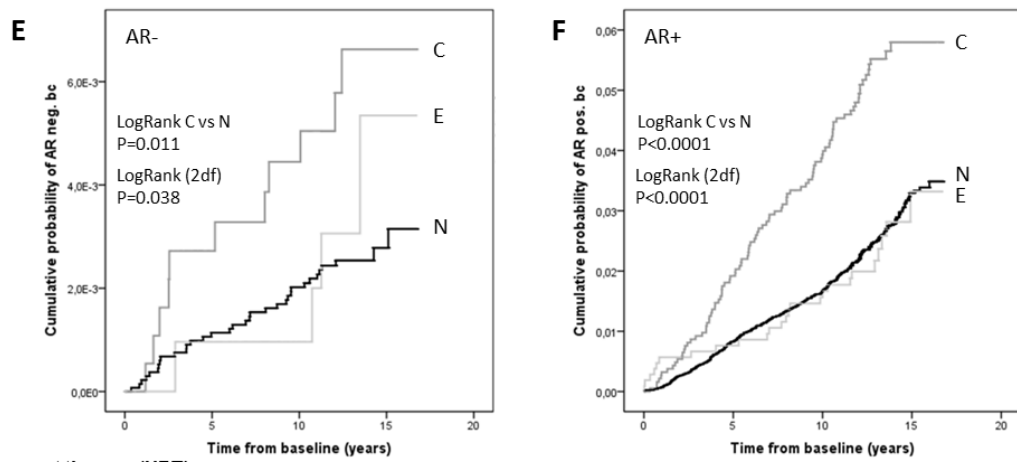 E
AR-
C
E
N
LogRank C vs N
P=0.011
LogRank (2df)
P=0.038
6,0E-3
4,0E-3
2,0E-3
0,0E0
Cumulative probability of AR neg. bc
0 5 10 15 20
Time from baseline (years)
F
AR+
C
N
E
LogRank C vs N
P<0.0001
LogRank (2df)
P<0.0001
0,06
0,05
0,04
0,03
0,02
0,01
0,00
Cumulative probability of AR pos. bc
0 5 10 15 20
Time from baseline (years)